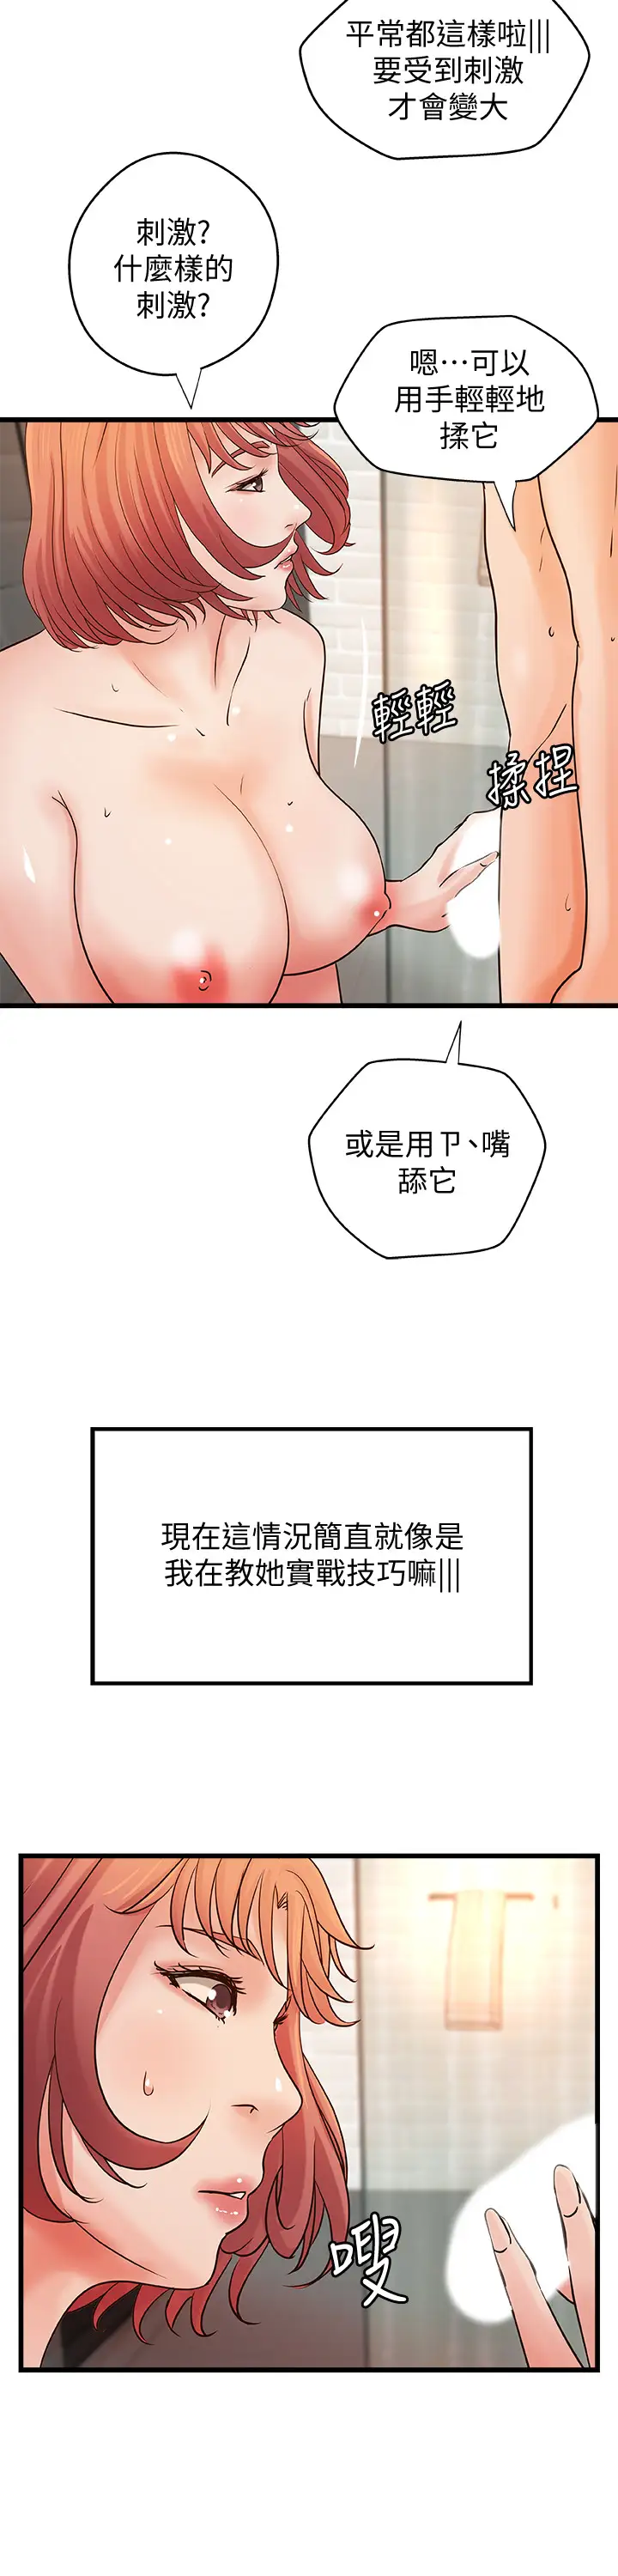 平常都這樣啦|||
要受到刺激
才會變大
刺激?
什麼樣的
刺激?
嗯…可以
用手輕輕地
揉它
輕輕
揉捏
或是用ㄗ、嘴
舔它
現在這情況簡直就像是
我在教她實戰技巧嘛|||
嗖